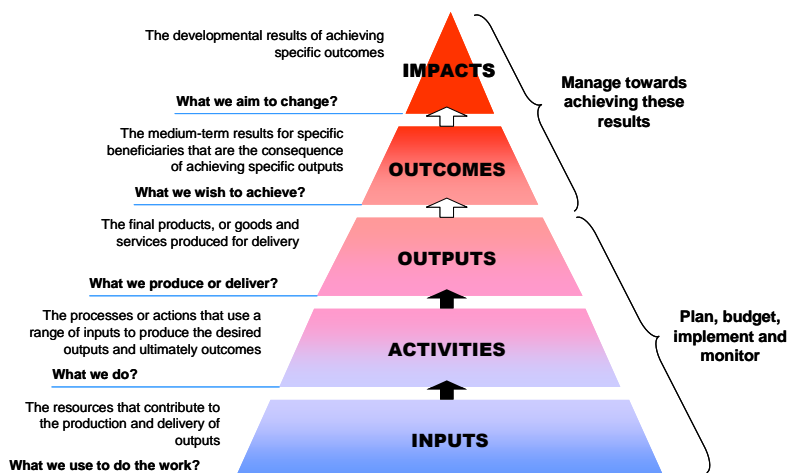 The developmental results of achieving
specific outcomes
IMPACTS
What we aim to change?
Manage towards
achieving these
results
The medium-term results for specific
beneficiaries that are the consequence
of achieving specific outputs
OUTCOMES
What we wish to achieve?
The final products, or goods and
services produced for delivery
OUTPUTS
What we produce or deliver?
The processes or actions that use a
range of inputs to produce the desired
outputs and ultimately outcomes
ACTIVITIES
What we do?
Plan, budget,
implement and
monitor
The resources that contribute to
the production and delivery of
outputs
INPUTS
What we use to do the work?